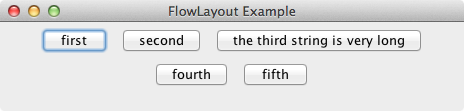 FlowLayout Example
first second the third string is very long
fourth fifth